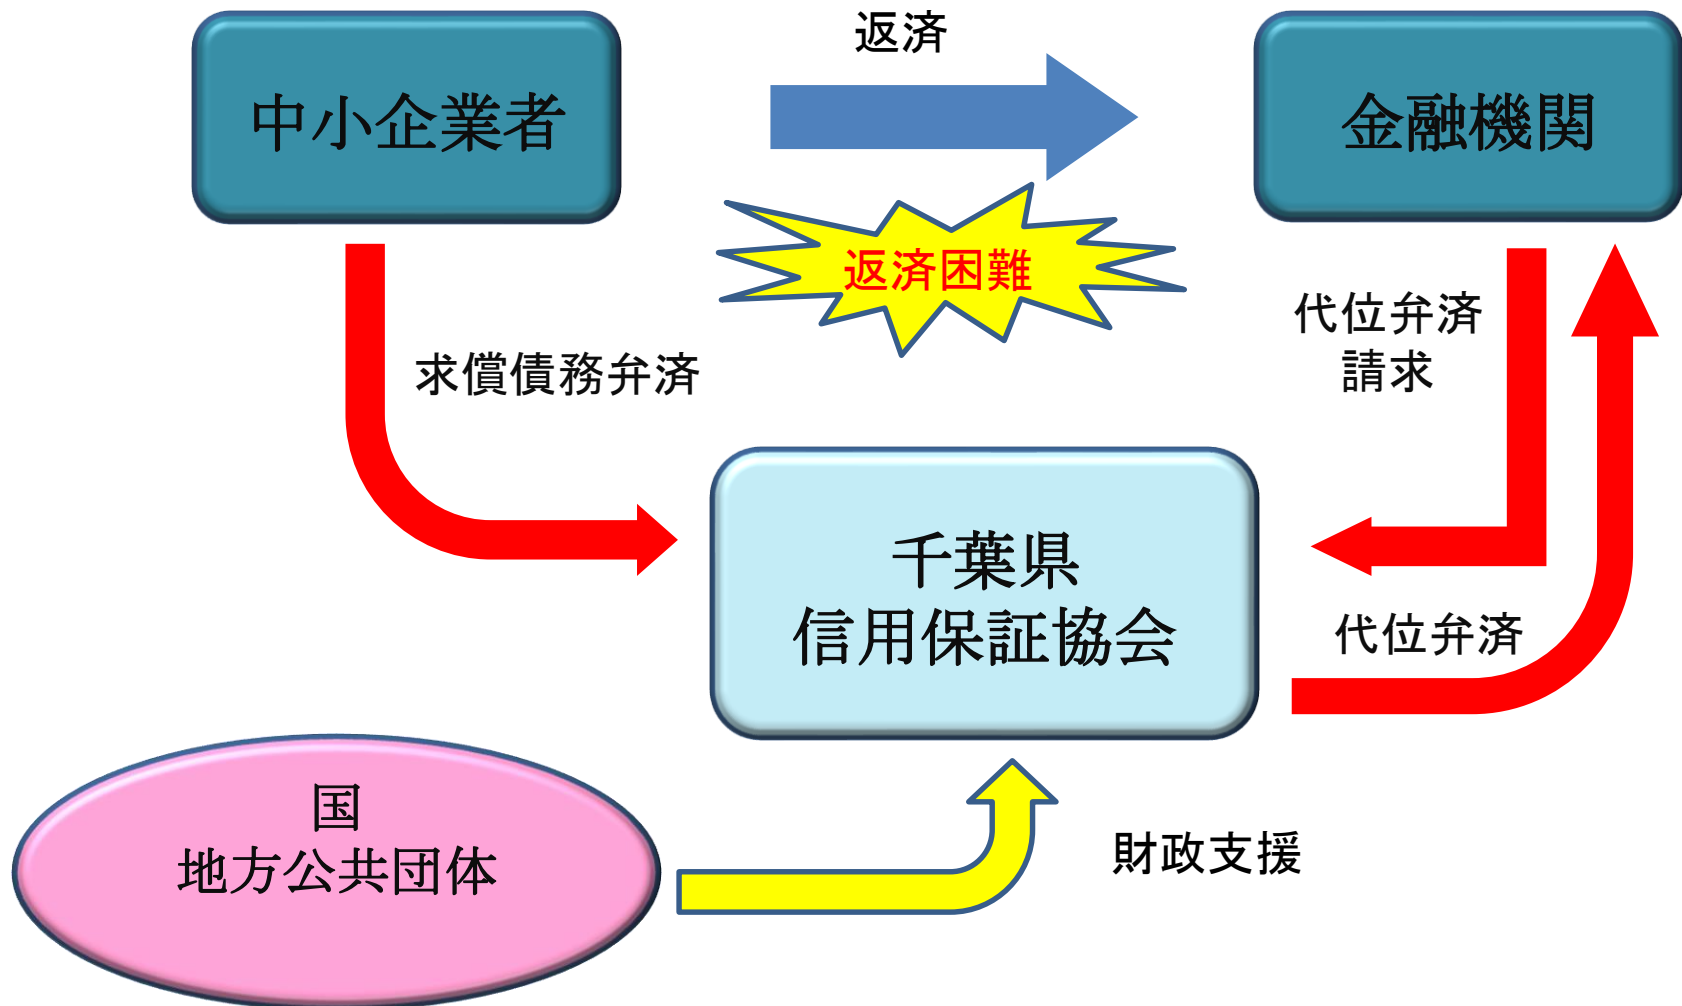 返済
中小企業者
金融機関
返済困難
代位弁済
請求
求償債務弁済
千葉県
信用保証協会
代位弁済
国
地方公共団体
財政支援